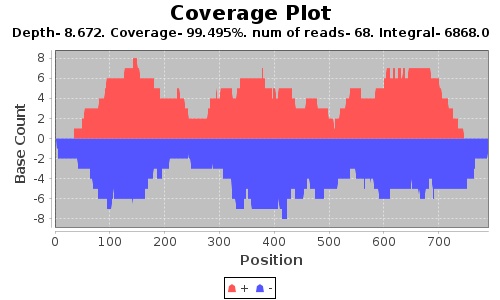 Coverage Plot
Depth- 8.672. Coverage- 99.495%. num of reads- 68. Integral- 6868.0
8
6
4
2
0
-2
-4
-6
-8
Base Count
0 100 200 300 400 500 600 700
Position
+ -